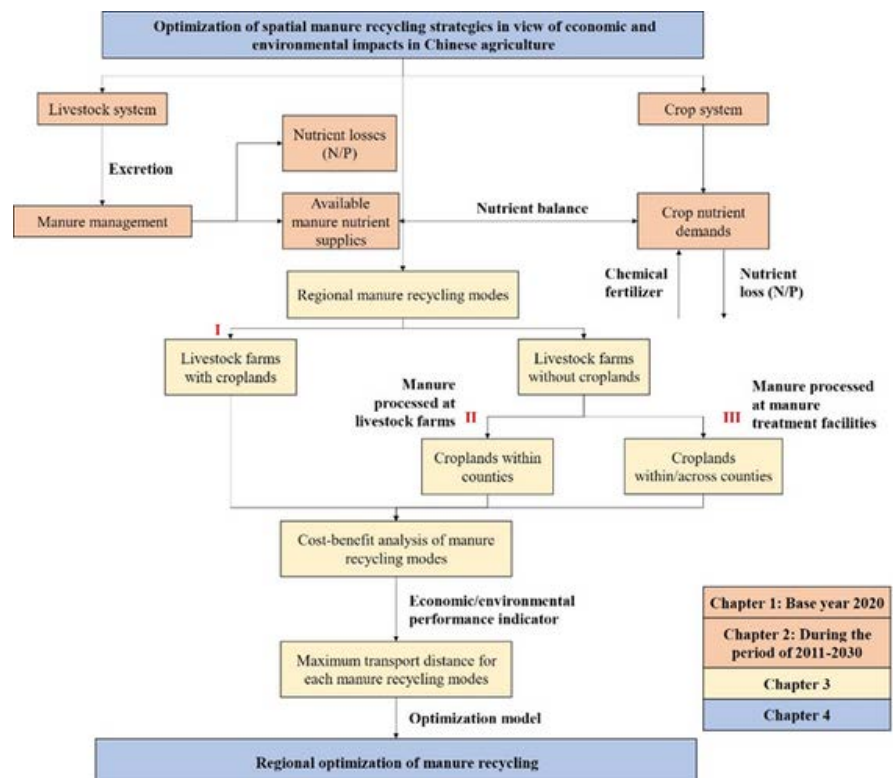 Optimization of spatial manure recycling strategies in view of economic and
environmental impacts in Chinese agriculture
Livestock system
Crop system
Nutrient losses
(N/P)
Excretion
Manure management
Available
manure nutrient
supplies
Nutrient balance
Crop nutrient
demands
Chemical
fertilizer
Nutrient
loss (N/P)
Regional manure recycling modes
I
Livestock farms
with croplands
Livestock farms
without croplands
Manure
processed at
livestock farms
II
III
Manure processed
at manure
treatment facilities
Croplands within
counties
Croplands
within/across counties
Cost-benefit analysis of manure
recycling modes
Economic/environmental
performance indicator
Maximum transport distance for
each manure recycling modes
Optimization model
Regional optimization of manure recycling
Chapter 1: Base year 2020
Chapter 2: During the
period of 2011-2030
Chapter 3
Chapter 4